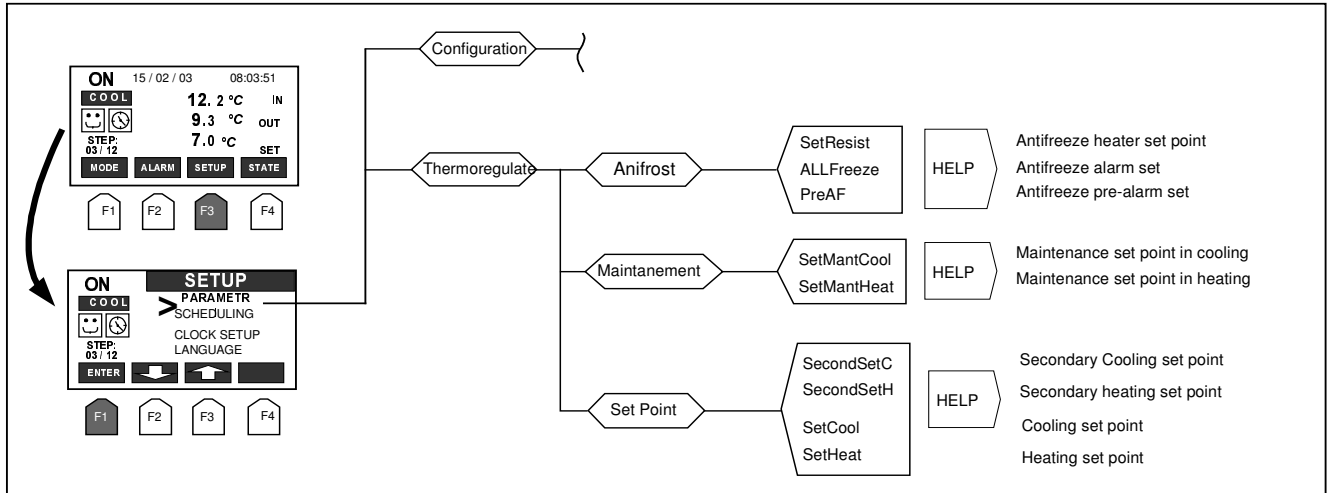 Configuration
ON 15 / 02 / 03 08:03:51
COOL 12. 2 °C IN
9.3 °C OUT
7.0 °C SET
STEP:
03 / 12
MODE ALARM SETUP STATE
F1 F2 F3 F4
ON SETUP
COOL > PARAMETR
SCHEDULING
CLOCK SETUP
STEP:
03 / 12
LANGUAGE
ENTER
F1 F2 F3 F4
Thermoregulate
Anifrost
SetResist
ALLFreeze
PreAF
HELP
Antifreeze heater set point
Antifreeze alarm set
Antifreeze pre-alarm set
Maintanement
SetMantCool
SetMantHeat
HELP
Maintenance set point in cooling
Maintenance set point in heating
Set Point
SecondSetC
SecondSetH
SetCool
SetHeat
HELP
Secondary Cooling set point
Secondary heating set point
Cooling set point
Heating set point